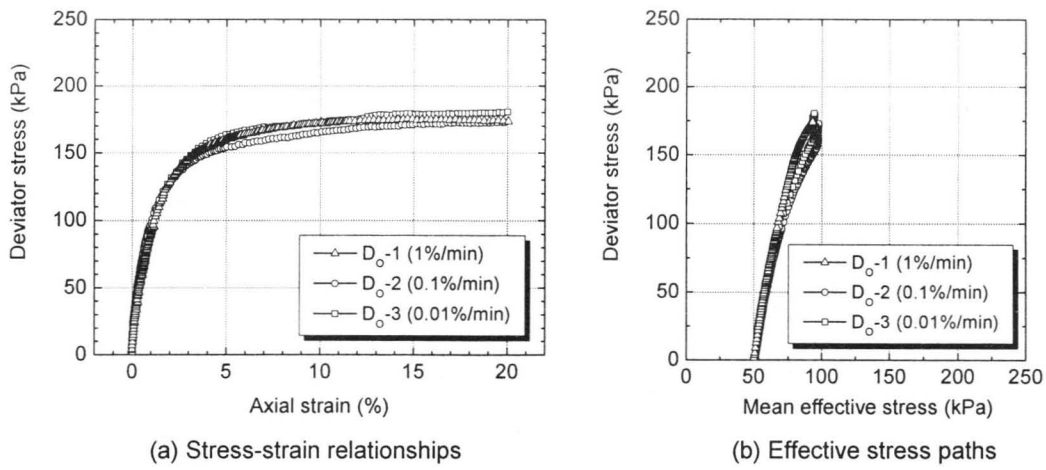 250
200
150
100
50
0
Deviator stress (kPa)
D_o-1 (1%/min)
D_o-2 (0.1%/min)
D_o-3 (0.01%/min)
0 5 10 15 20
Axial strain (%)
(a) Stress-strain relationships
250
200
150
100
50
0
Deviator stress (kPa)
D_o-1 (1%/min)
D_o-2 (0.1%/min)
D_o-3 (0.01%/min)
0 50 100 150 200 250
Mean effective stress (kPa)
(b) Effective stress paths